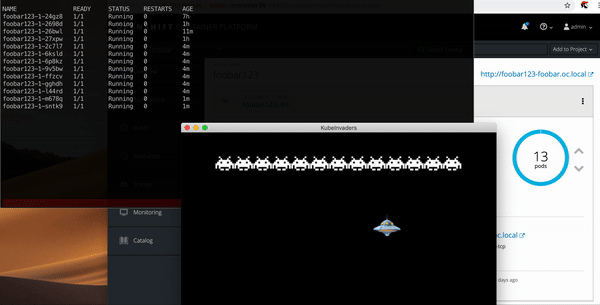 NAME READY STATUS RESTARTS AGE
foobar123-1-24gz8 1/1 Running 0 7h
foobar123-1-2698d 1/1 Running 0 1h
foobar123-1-26bwl 1/1 Running 0 11m
foobar123-1-27xpw 1/1 Running 0 1h
foobar123-1-2c7l7 1/1 Running 0 4m
foobar123-1-6ksld 1/1 Running 0 4m
foobar123-1-6p8kz 1/1 Running 0 4m
foobar123-1-9v5bw 1/1 Running 0 4m
foobar123-1-ffzcv 1/1 Running 0 4m
foobar123-1-qghdh 1/1 Running 0 4m
foobar123-1-l44rd 1/1 Running 0 4m
foobar123-1-m678q 1/1 Running 0 1m
foobar123-1-sntk9 1/1 Running 0 1m
CONTAINER PLATFORM
admin
Add to Project
foobar123
http://foobar123-foobar.oc.local
13
pods
KubeInvaders
Monitoring
Catalog
oc.local
days ago